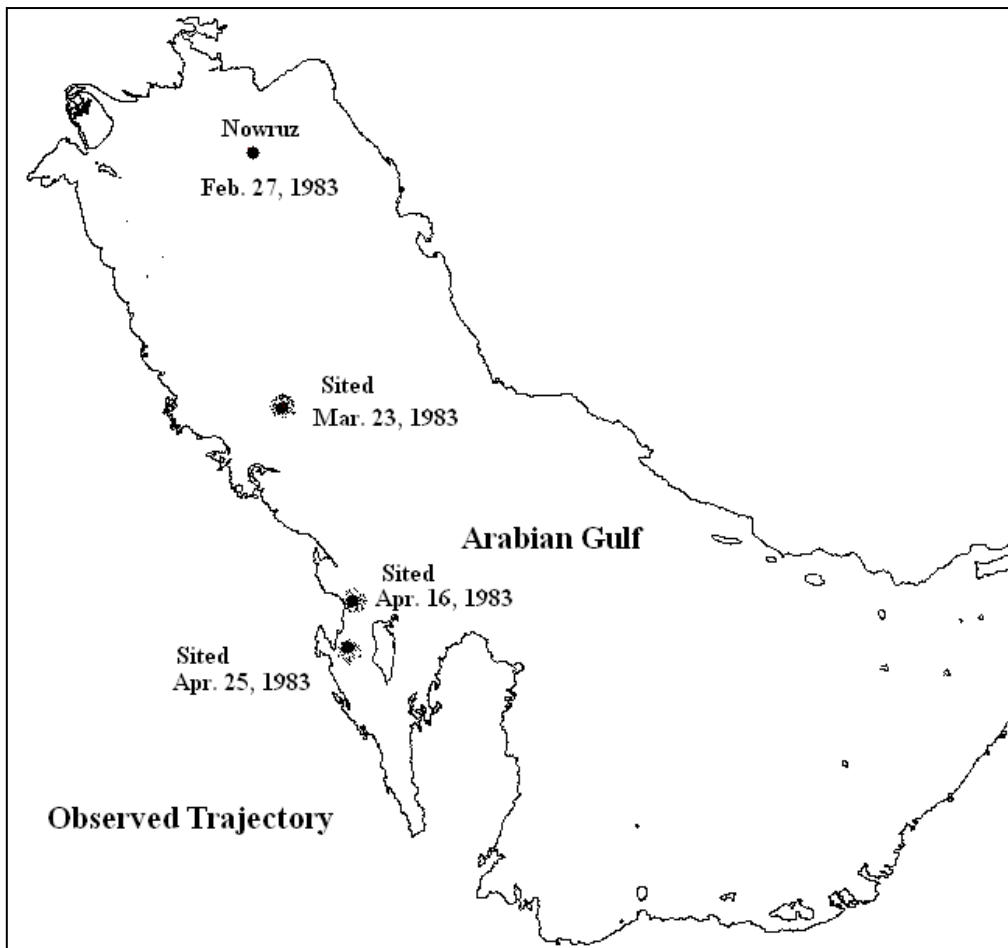 Nowruz
Feb. 27, 1983
Sited
Mar. 23, 1983
Arabian Gulf
Sited
Apr. 16, 1983
Sited
Apr. 25, 1983
Observed Trajectory